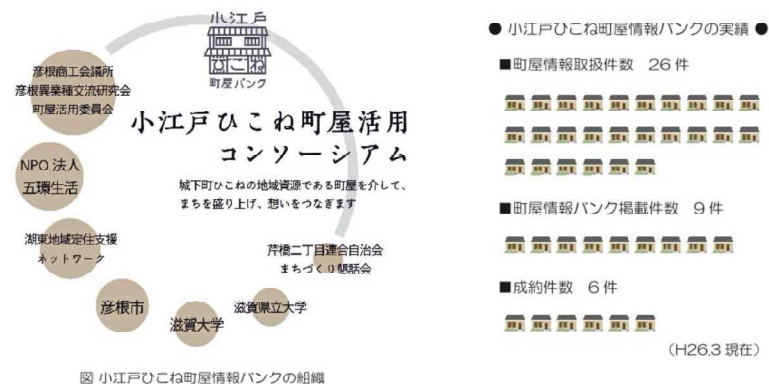 小江戸
ひこね
町屋バンク
彦根商工会議所
彦根異業種交流研究会
町屋活用委員会
小江戸ひこね町屋活用
コンソーシアム
城下町ひこねの地域資源である町屋を介して、
まちを盛り上げ、想いをつなぎます
NPO 法人
五環生活
湖東地域定住支援
ネットワーク
彦根市
滋賀大学
滋賀県立大学
芹橋二丁目連合自治会
まちづくり懇話会
図 小江戸ひこね町屋情報バンクの組織
● 小江戸ひこね町屋情報バンクの実績 ●
■町屋情報取扱件数 26 件
■町屋情報バンク掲載件数 9 件
■成約件数 6 件
(H26.3 現在)